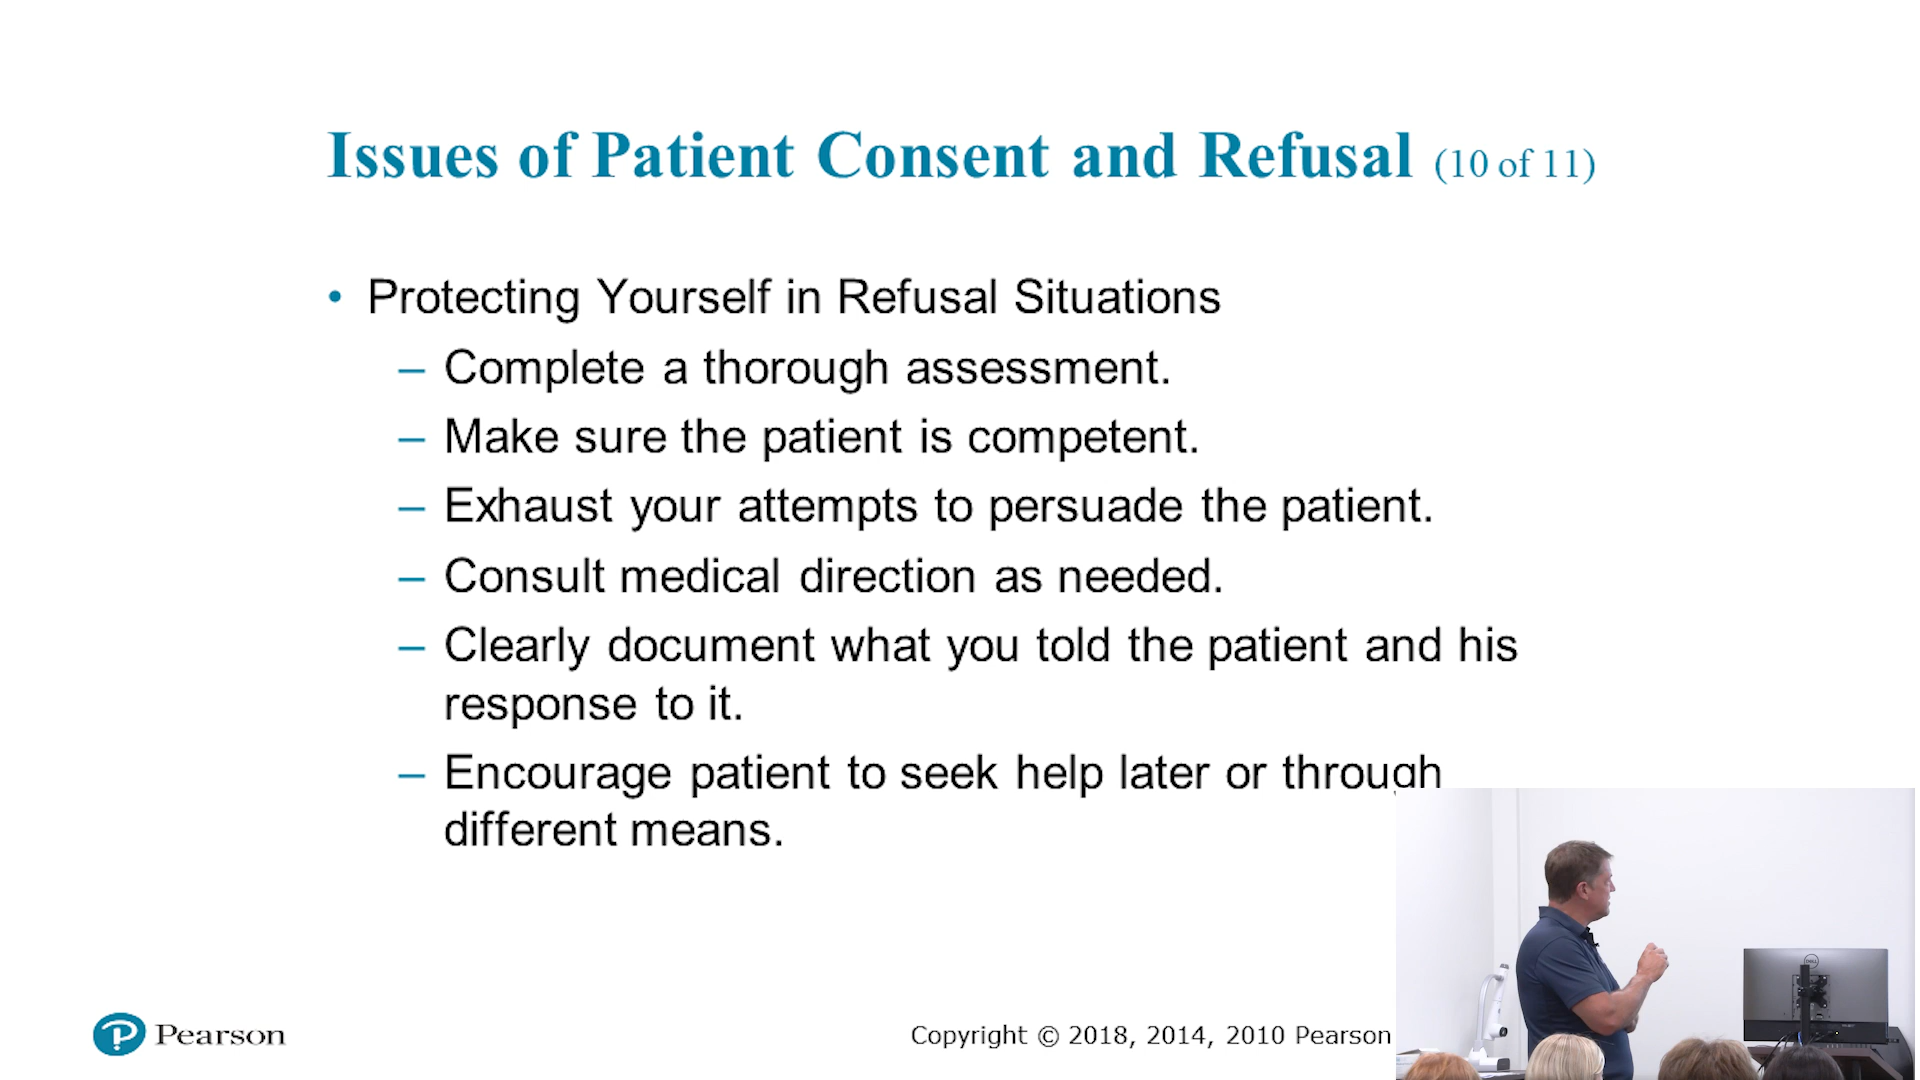 Issues of Patient Consent and Refusal (10 of 11)
• Protecting Yourself in Refusal Situations
– Complete a thorough assessment.
– Make sure the patient is competent.
– Exhaust your attempts to persuade the patient.
– Consult medical direction as needed.
– Clearly document what you told the patient and his
response to it.
– Encourage patient to seek help later or through
different means.
Pearson
Copyright © 2018, 2014, 2010 Pearson
DELL